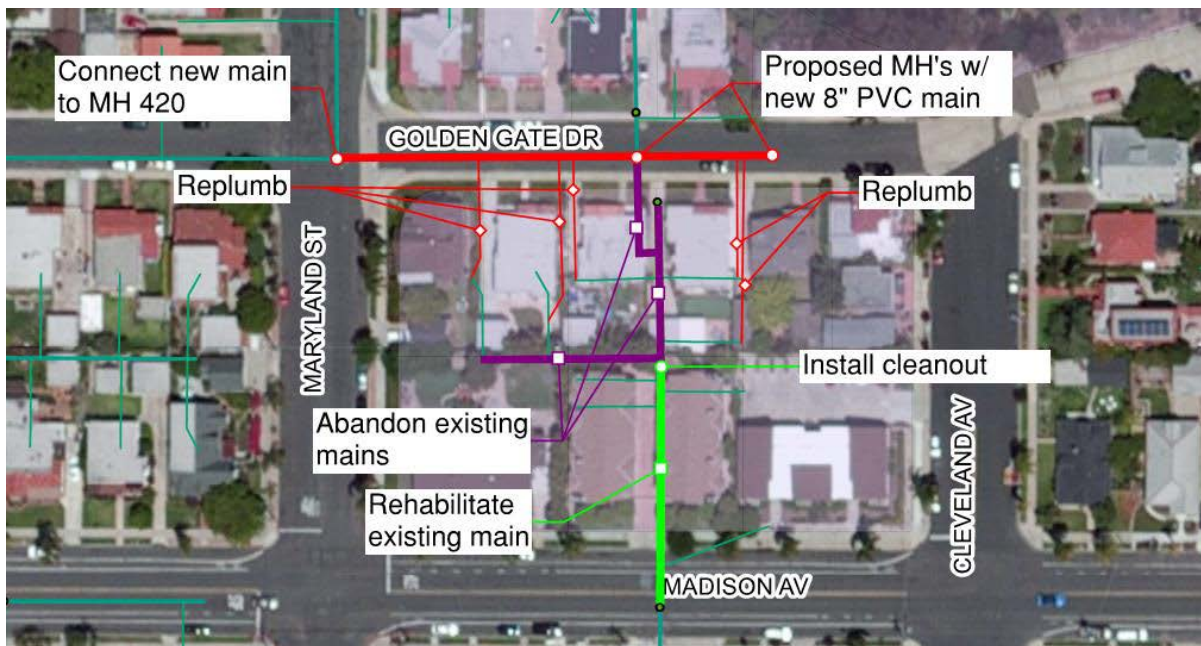 Connect new main
to MH 420
Proposed MH's w/
new 8" PVC main
GOLDEN GATE DR
Replumb
Replumb
MARYLAND ST
Install cleanout
Abandon existing
mains
CLEVELAND AV
Rehabilitate
existing main
MADISON AV